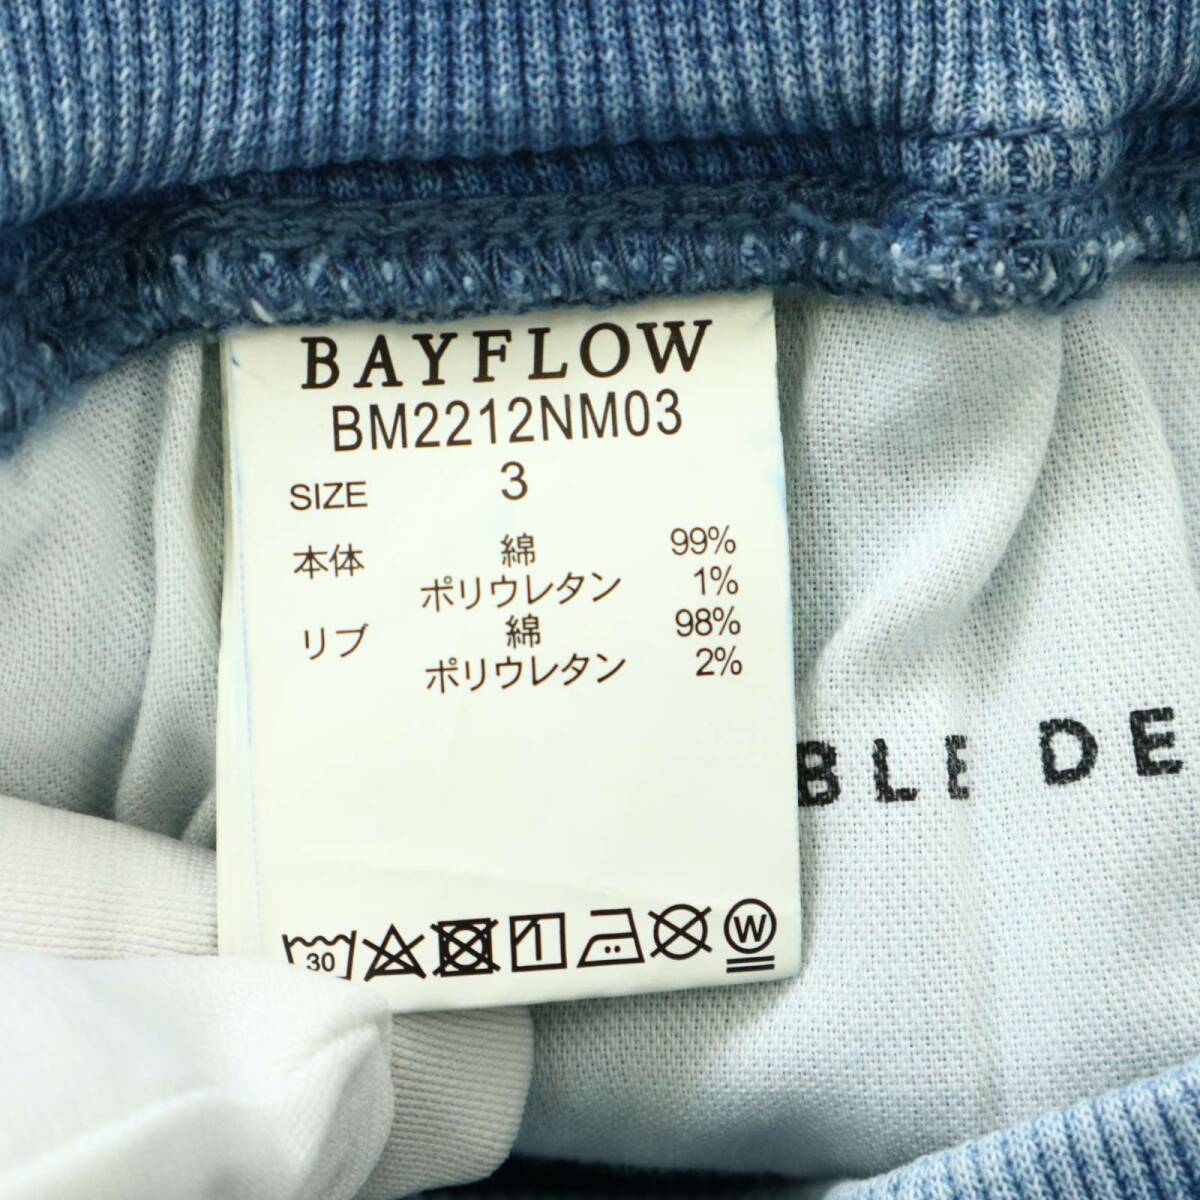 BAYFLOW
BM2212NM03
SIZE 3
本体 綿 99%
ポリウレタン 1%
リブ 綿 98%
ポリウレタン 2%
BLE DE
30 W